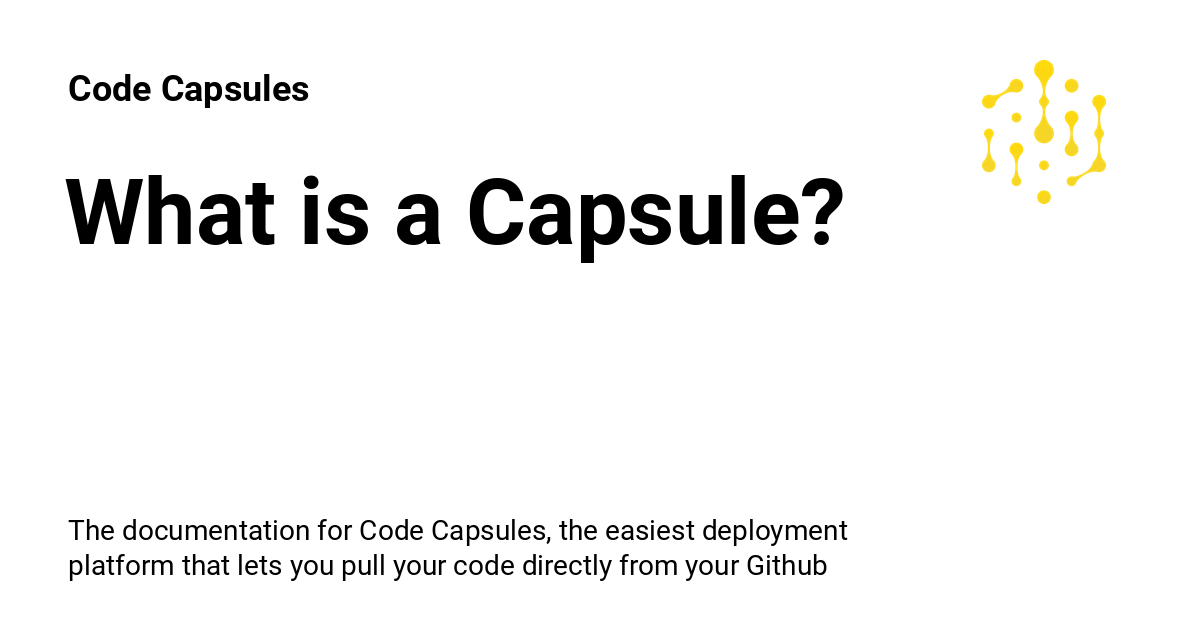 Code Capsules
What is a Capsule?
The documentation for Code Capsules, the easiest deployment
platform that lets you pull your code directly from your Github